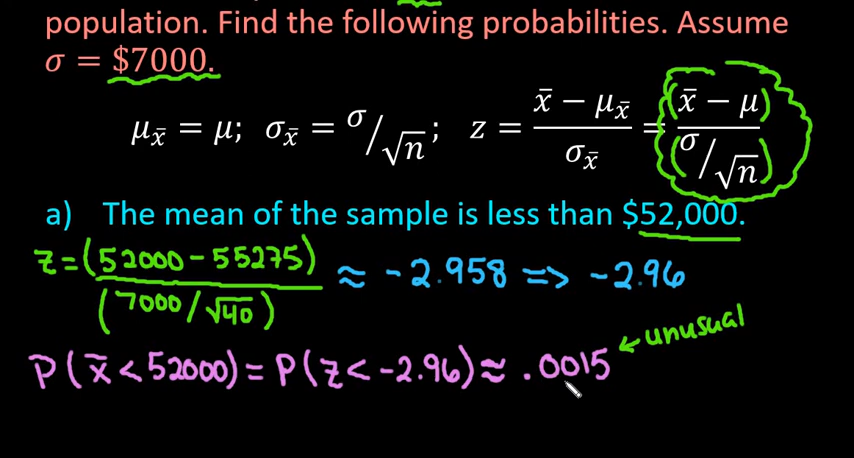 population. Find the following probabilities. Assume
σ = $7000.
μx̄ = μ; σx̄ = σ/√n; z = (x̄ − μx̄)/σx̄ = (x̄ − μ)/(σ/√n)
a) The mean of the sample is less than $52,000.
z = (52000 - 55275)/(7000/√40) ≈ -2.958 => -2.96
unusual
P(x̄ < 52000) = P(z < -2.96) ≈ .0015